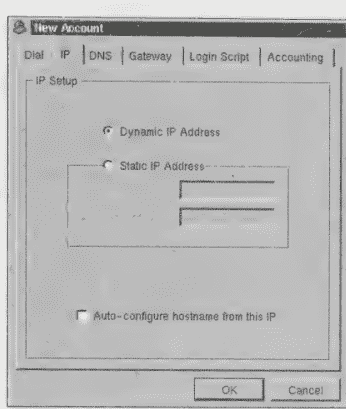 New Account
Dial IP DNS Gateway Login Script Accounting
IP Setup
Dynamic IP Address
Static IP Address
Auto-configure hostname from this IP
OK Cancel